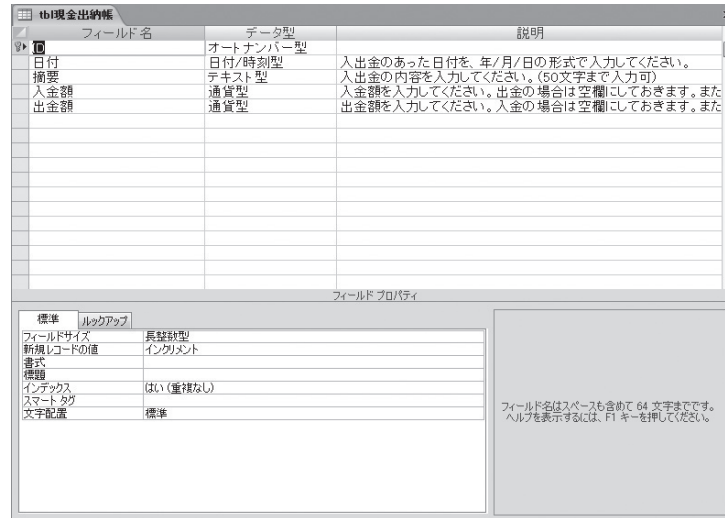 tbl現金出納帳
フィールド名 データ型 説明
ID オートナンバー型
日付 日付/時刻型 入出金のあった日付を、年/月/日の形式で入力してください。
摘要 テキスト型 入出金の内容を入力してください。(50文字まで入力可)
入金額 通貨型 入金額を入力してください。出金の場合は空欄にしておきます。また
出金額 通貨型 出金額を入力してください。入金の場合は空欄にしておきます。また
フィールド プロパティ
標準 ルックアップ
フィールドサイズ 長整数型
新規レコードの値 インクリメント
書式
標題
インデックス はい (重複なし)
スマート タグ
文字配置 標準
フィールド名はスペースも含めて 64 文字までです。
ヘルプを表示するには、F1 キーを押してください。